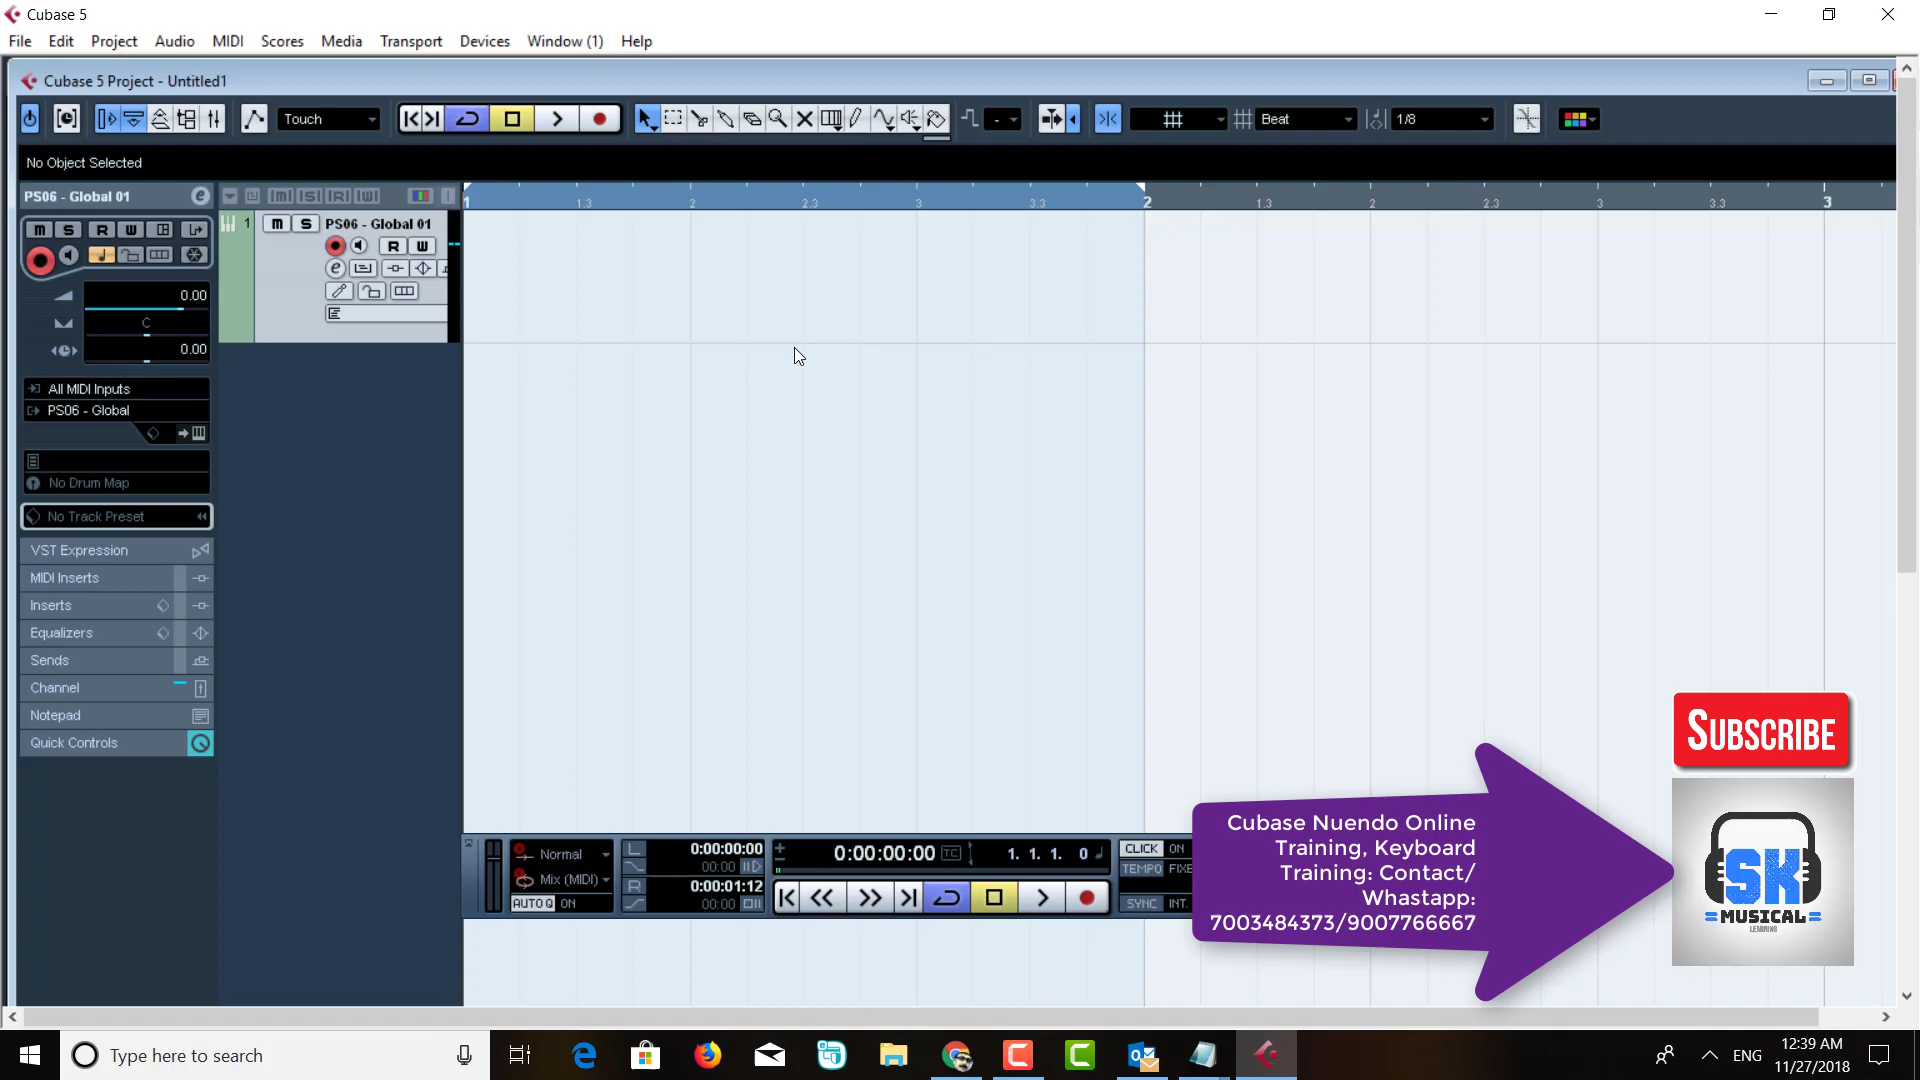 Cubase 5
File Edit Project Audio MIDI Scores Media Transport Devices Window (1) Help
Cubase 5 Project - Untitled1
Touch
- Beat 1/8
No Object Selected
PS06 - Global 01
1 1.3 2 2.3 3 3.3 2 1.3 2 2.3 3 3.3 3
M S R W
1 M S PS06 - Global 01
R W
0.00
C
0.00
All MIDI Inputs
PS06 - Global
No Drum Map
No Track Preset
VST Expression
MIDI Inserts
Inserts
Equalizers
Sends
Channel
Notepad
Quick Controls
Normal
Mix (MIDI)
AUTO Q ON
L 0:00:00:00
00:00
R 0:00:01:12
00:00
0:00:00:00 TC 1. 1. 1. 0
CLICK ON
TEMPO FIXE
SYNC INT.
SUBSCRIBE
Cubase Nuendo Online
Training, Keyboard
Training: Contact/
Whastapp:
7003484373/9007766667
SK
MUSICAL
LEARNING
Type here to search
ENG
12:39 AM
11/27/2018